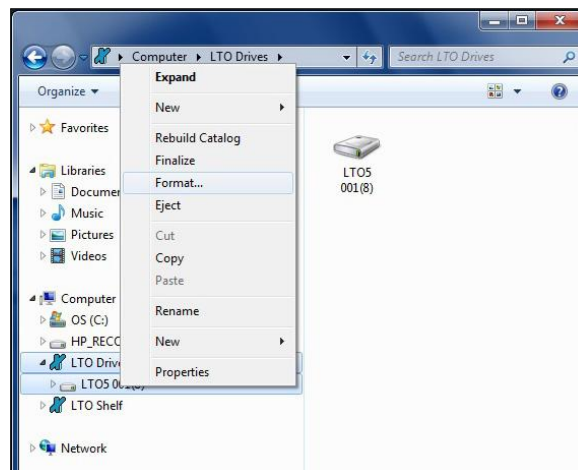 Computer ▸ LTO Drives ▸
Search LTO Drives
Organize
Expand
New
Rebuild Catalog
Finalize
Format...
Eject
Cut
Copy
Paste
Rename
New
Properties
Favorites
Libraries
Documen
Music
Pictures
Videos
Computer
OS (C:)
HP_RECO
LTO Drive
LTO5 001(8)
LTO Shelf
Network
LTO5
001(8)